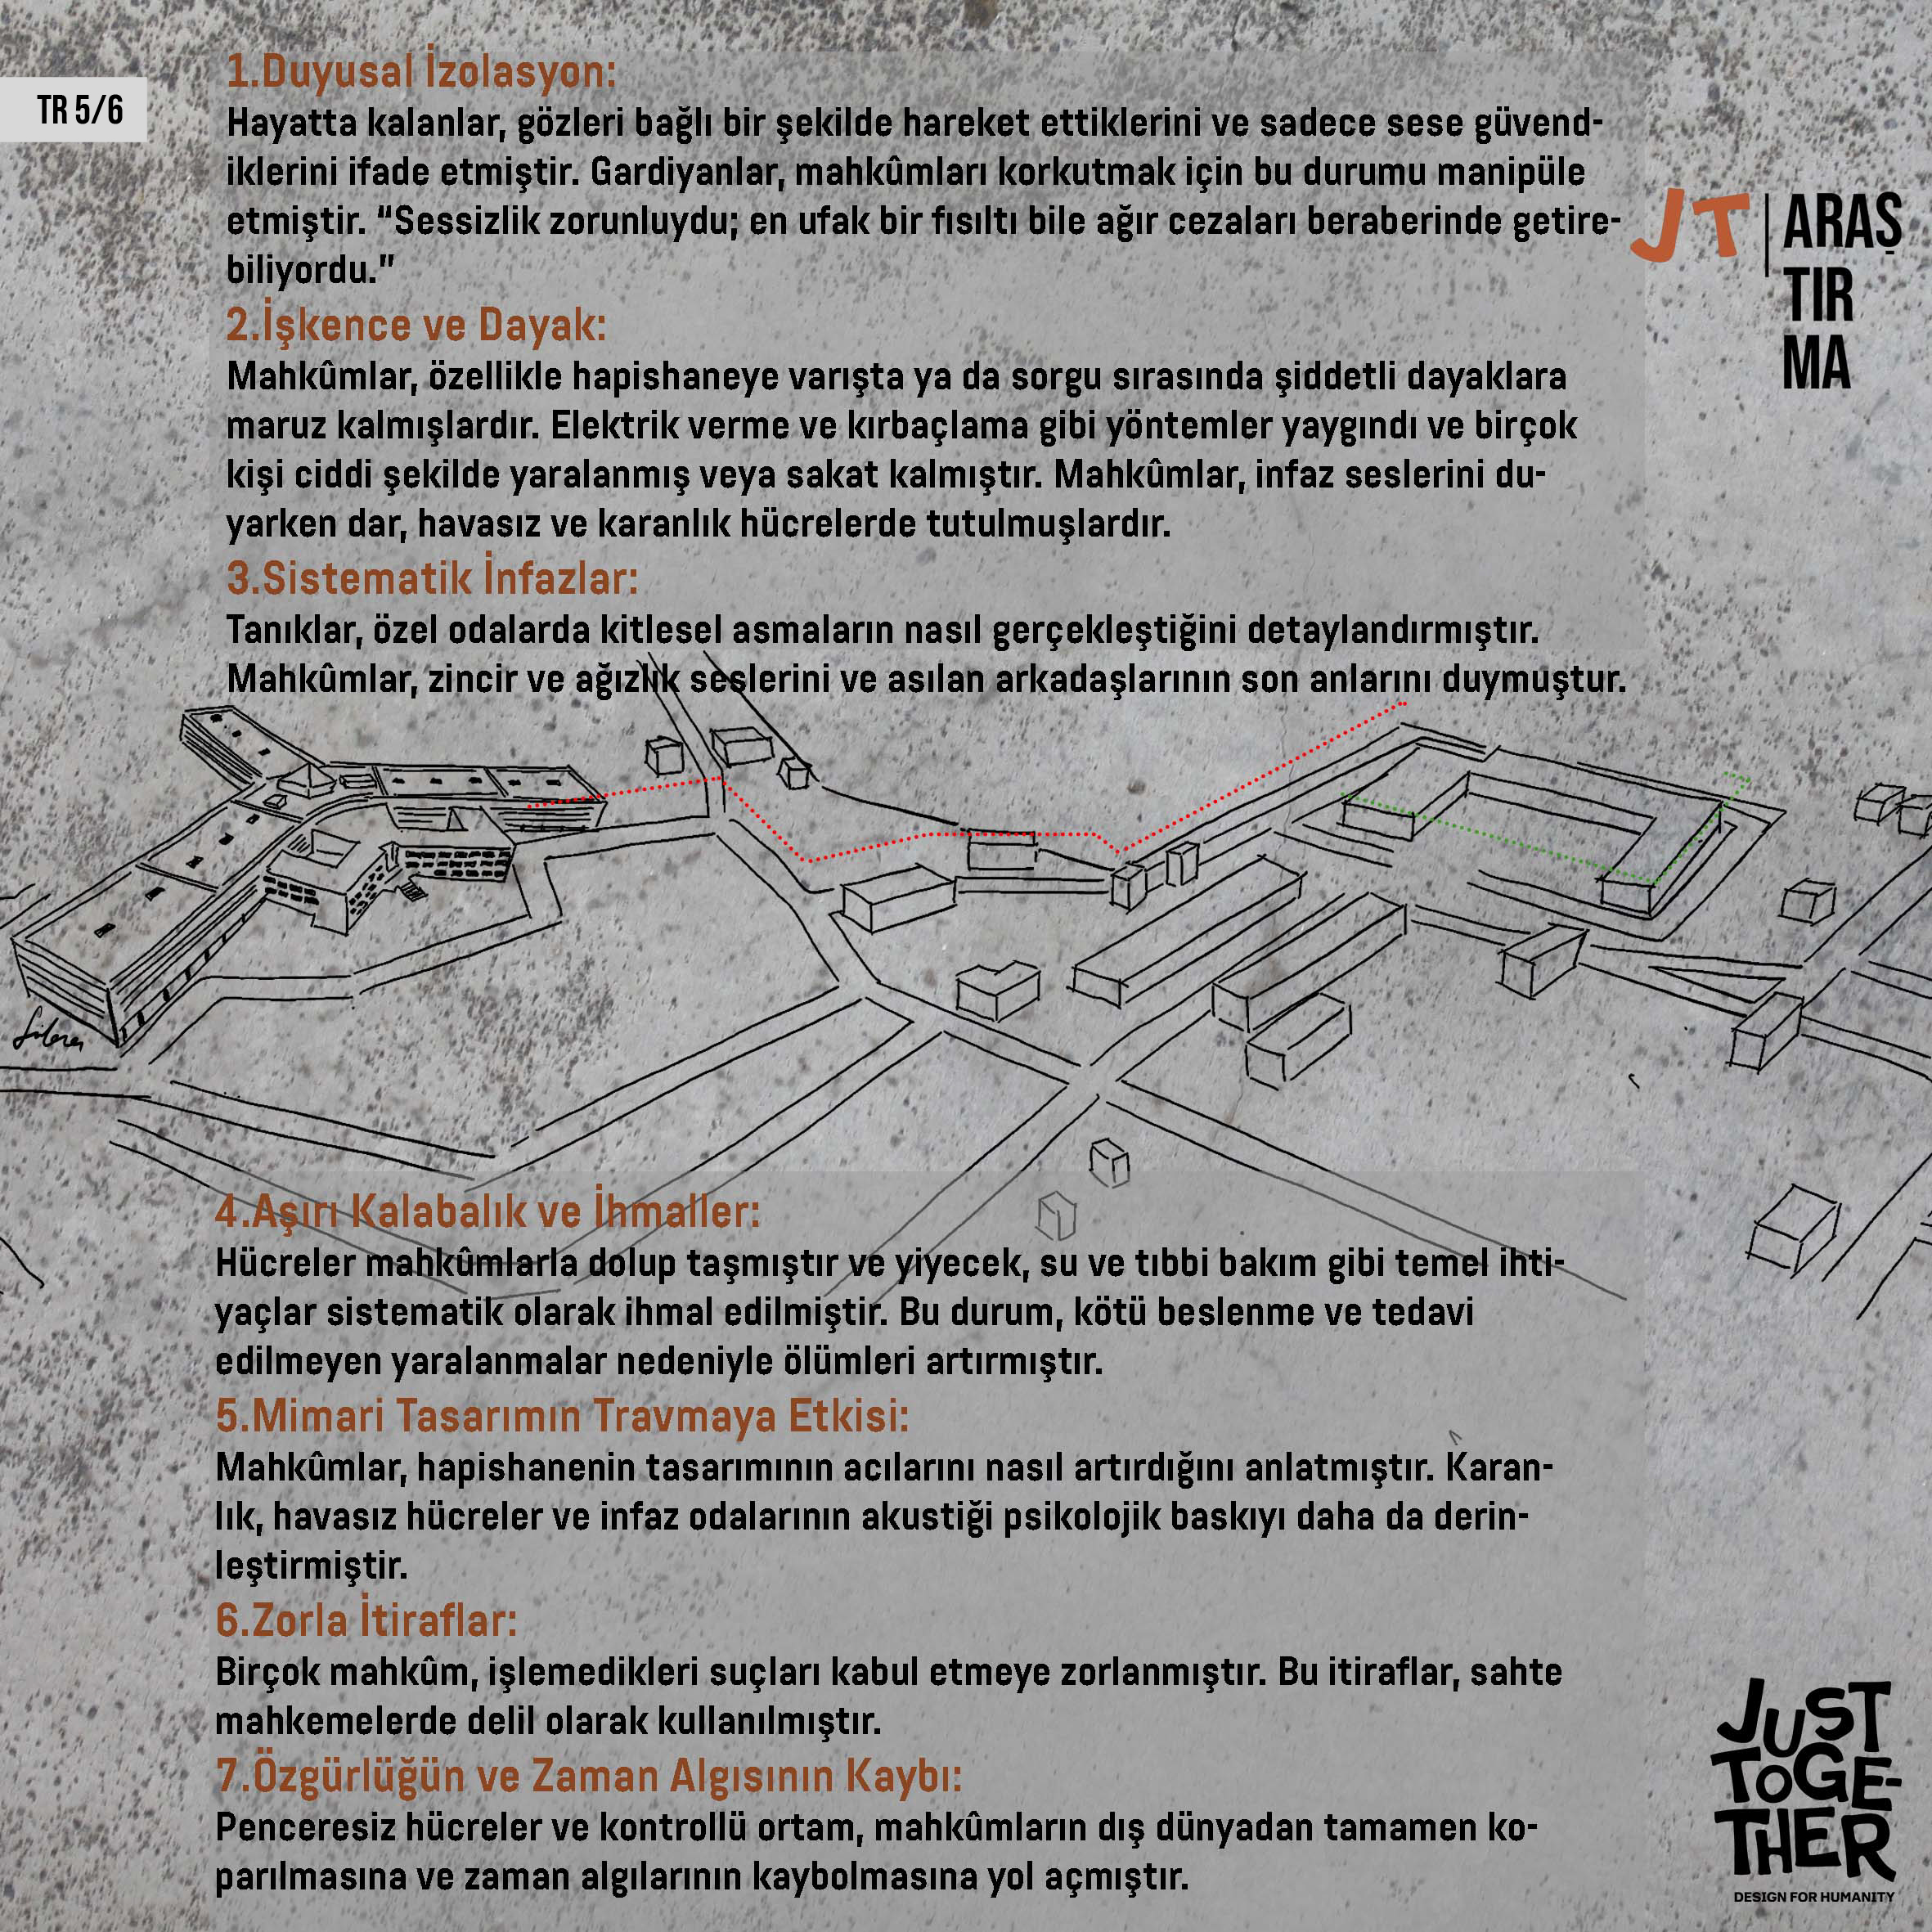 TR 5/6
1.Duyusal İzolasyon:
Hayatta kalanlar, gözleri bağlı bir şekilde hareket ettiklerini ve sadece sese güvend-
iklerini ifade etmiştir. Gardiyanlar, mahkûmları korkutmak için bu durumu manipüle
etmiştir. “Sessizlik zorunluydu; en ufak bir fısıltı bile ağır cezaları beraberinde getire-
biliyordu.”
2.İşkence ve Dayak:
Mahkûmlar, özellikle hapishaneye varışta ya da sorgu sırasında şiddetli dayaklara
maruz kalmışlardır. Elektrik verme ve kırbaçlama gibi yöntemler yaygındı ve birçok
kişi ciddi şekilde yaralanmış veya sakat kalmıştır. Mahkûmlar, infaz seslerini du-
yarken dar, havasız ve karanlık hücrelerde tutulmuşlardır.
3.Sistematik İnfazlar:
Tanıklar, özel odalarda kitlesel asmaların nasıl gerçekleştiğini detaylandırmıştır.
Mahkûmlar, zincir ve ağızlık seslerini ve asılan arkadaşlarının son anlarını duymuştur.
JT
ARAŞ
TIR
MA
4.Aşırı Kalabalık ve İhmaller:
Hücreler mahkûmlarla dolup taşmıştır ve yiyecek, su ve tıbbi bakım gibi temel ihti-
yaçlar sistematik olarak ihmal edilmiştir. Bu durum, kötü beslenme ve tedavi
edilmeyen yaralanmalar nedeniyle ölümleri artırmıştır.
5.Mimari Tasarımın Travmaya Etkisi:
Mahkûmlar, hapishanenin tasarımının acılarını nasıl artırdığını anlatmıştır. Karan-
lık, havasız hücreler ve infaz odalarının akustiği psikolojik baskıyı daha da derin-
leştirmiştir.
6.Zorla İtiraflar:
Birçok mahkûm, işlemedikleri suçları kabul etmeye zorlanmıştır. Bu itiraflar, sahte
mahkemelerde delil olarak kullanılmıştır.
7.Özgürlüğün ve Zaman Algısının Kaybı:
Penceresiz hücreler ve kontrollü ortam, mahkûmların dış dünyadan tamamen ko-
parılmasına ve zaman algılarının kaybolmasına yol açmıştır.
JUST
TOGE-
THER
DESIGN FOR HUMANITY